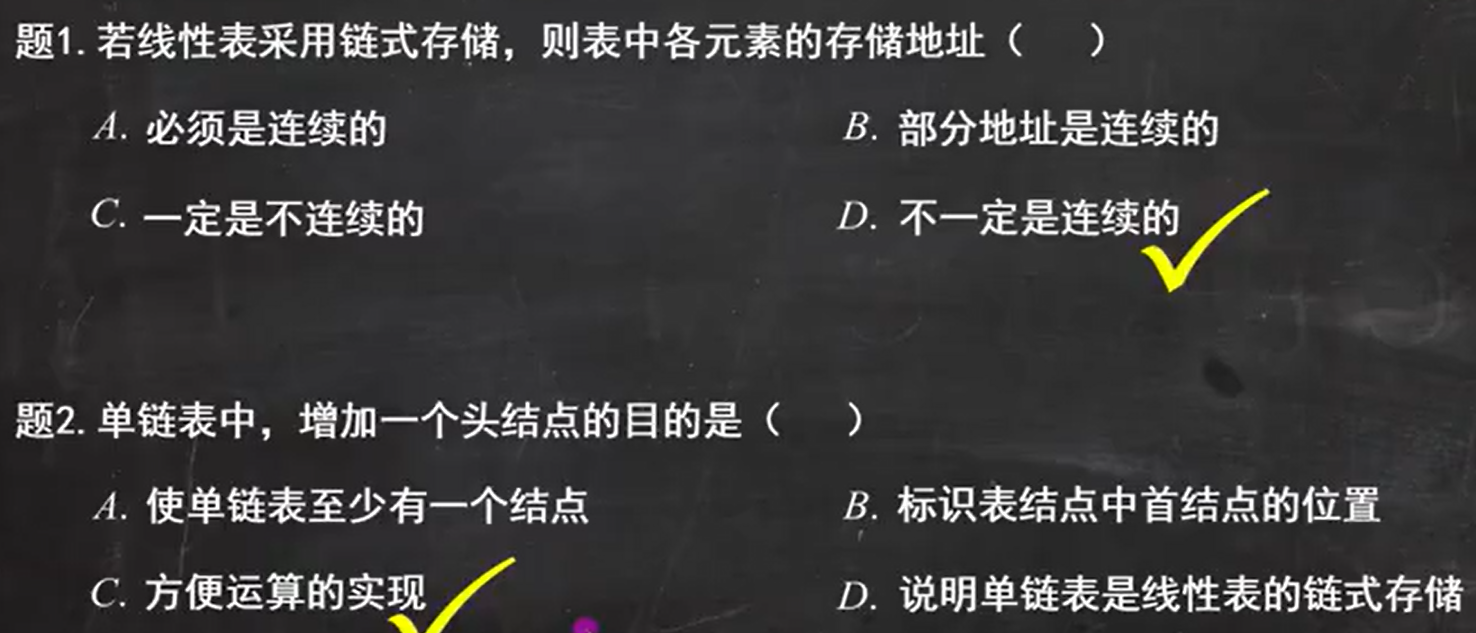 题1. 若线性表采用链式存储，则表中各元素的存储地址（ ）
A. 必须是连续的 B. 部分地址是连续的
C. 一定是不连续的 D. 不一定是连续的
题2. 单链表中，增加一个头结点的目的是（ ）
A. 使单链表至少有一个结点 B. 标识表结点中首结点的位置
C. 方便运算的实现 D. 说明单链表是线性表的链式存储